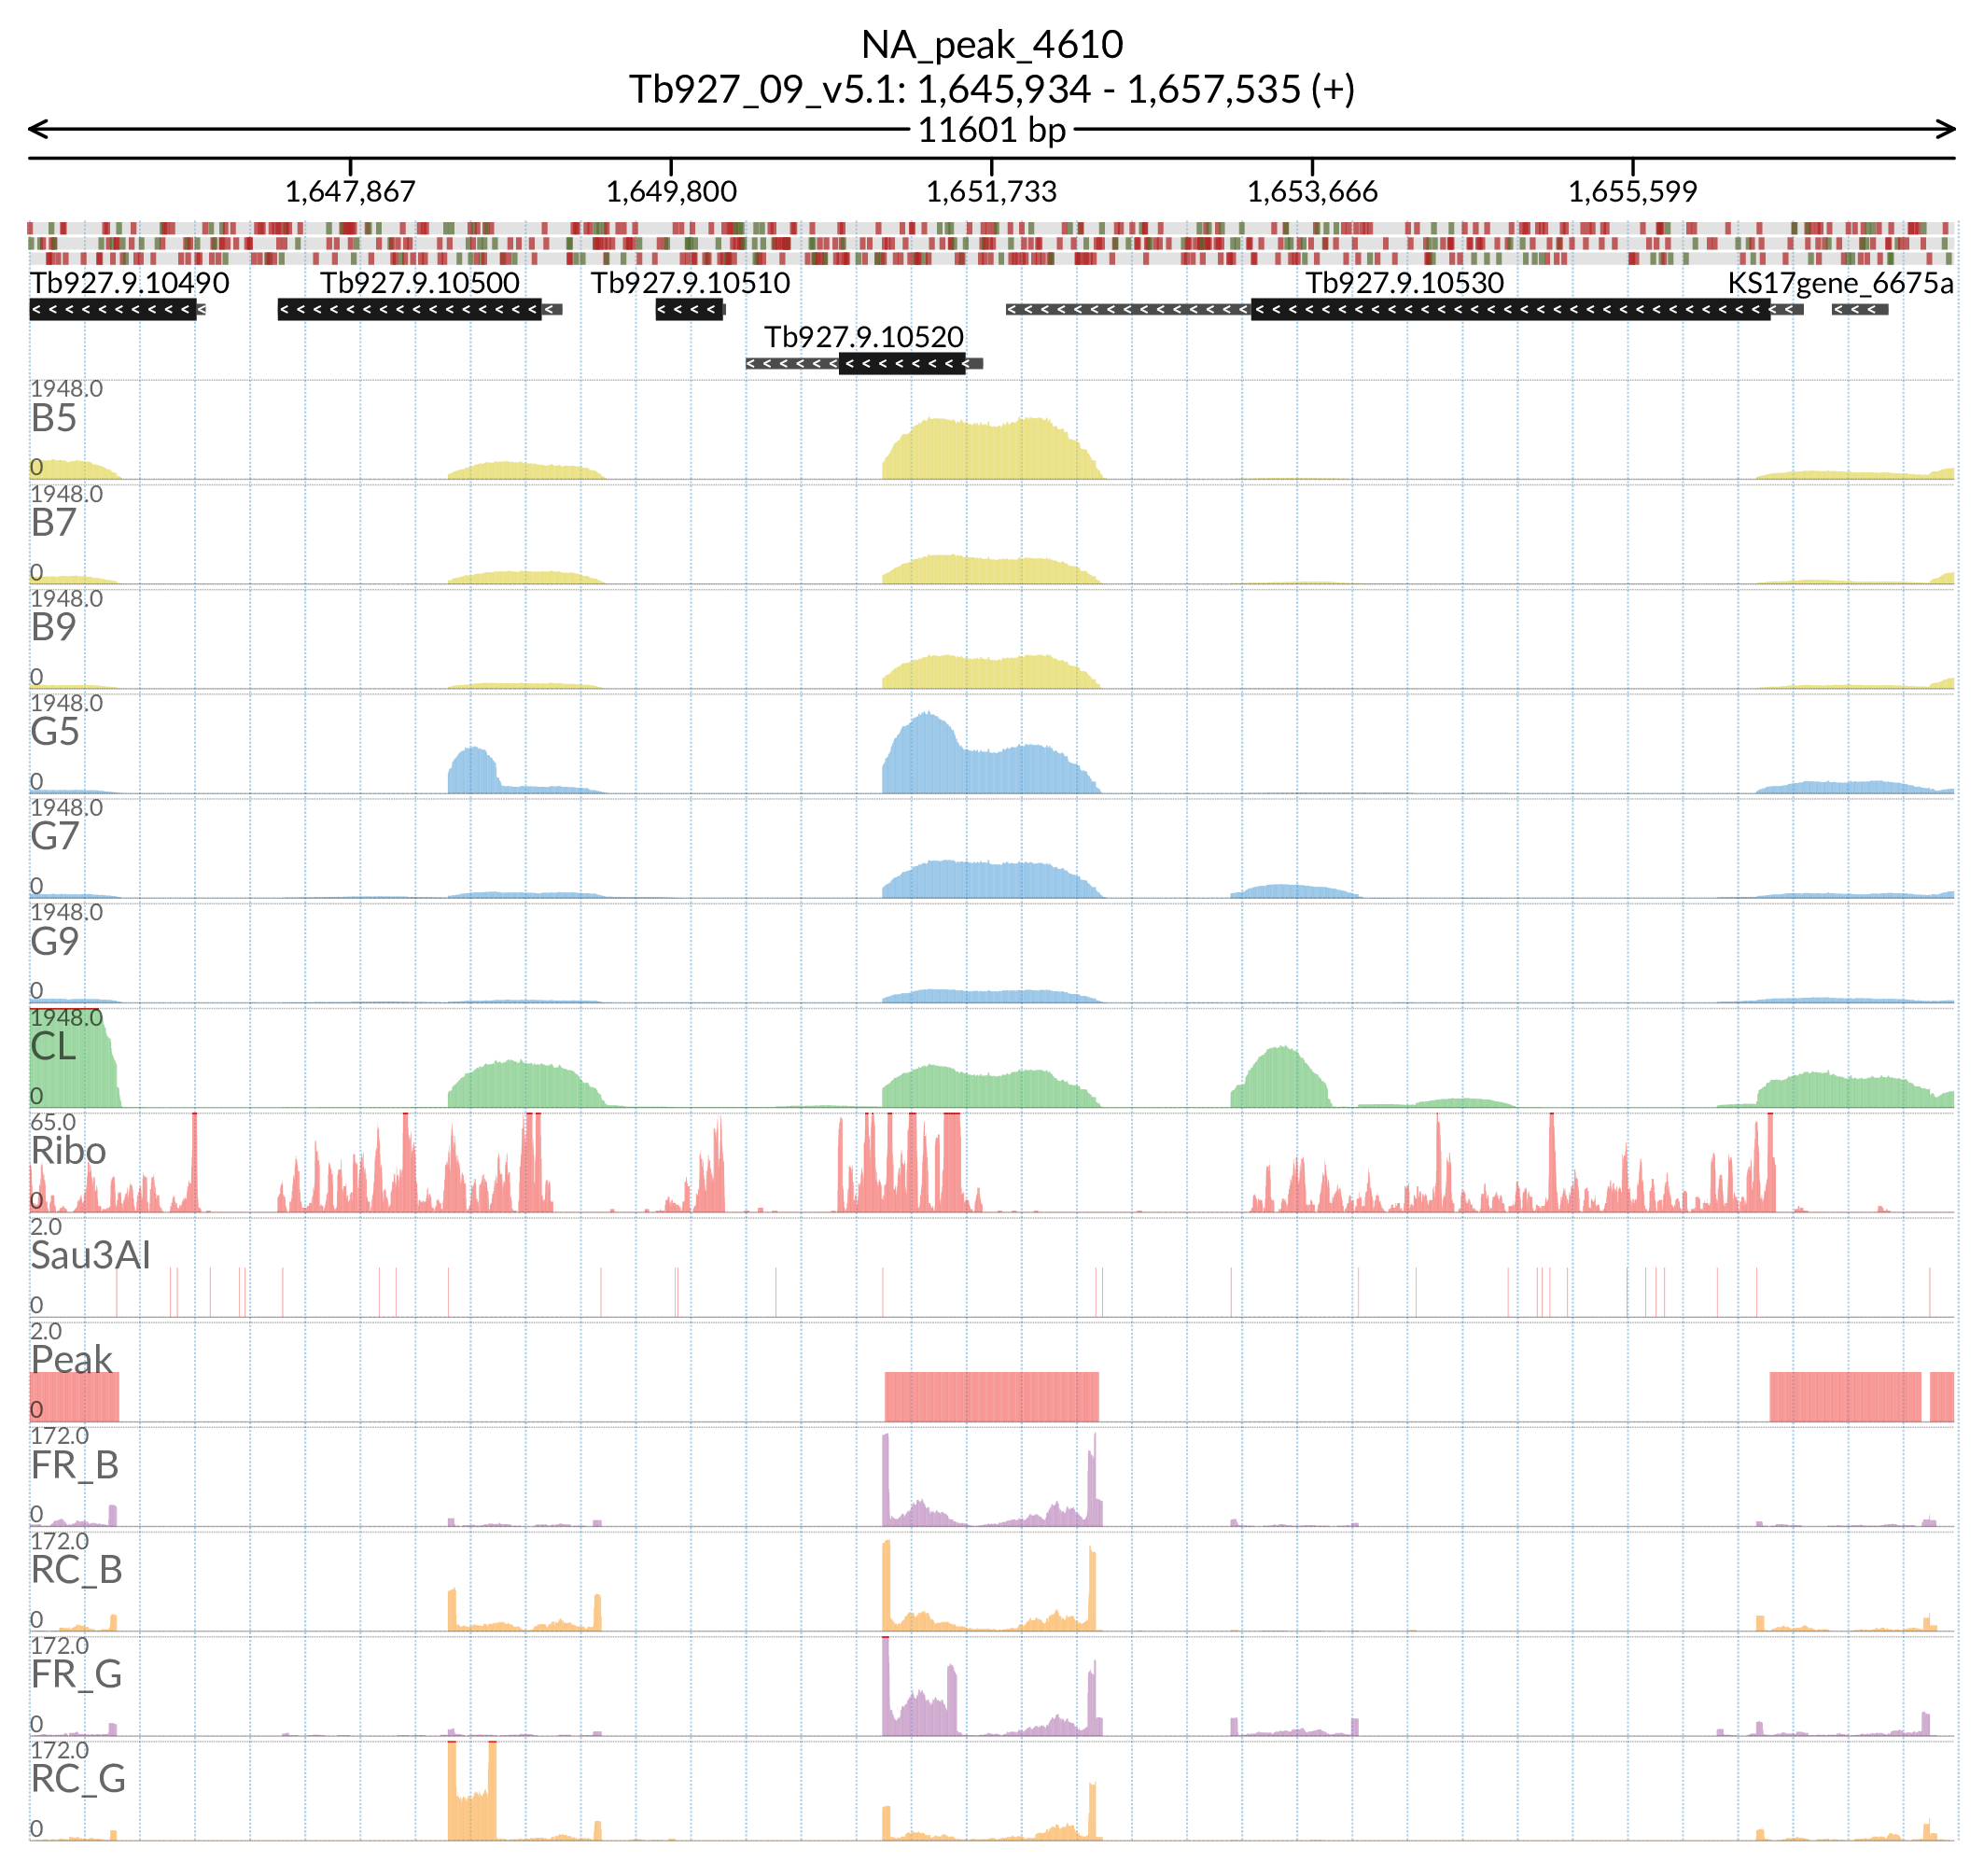 NA_peak_4610
Tb927_09_v5.1: 1,645,934 - 1,657,535 (+)
11601 bp
1,647,867 1,649,800 1,651,733 1,653,666 1,655,599
Tb927.9.10490 Tb927.9.10500 Tb927.9.10510 Tb927.9.10530 KS17gene_6675a
Tb927.9.10520
1948.0
B5
0
1948.0
B7
0
1948.0
B9
0
1948.0
G5
0
1948.0
G7
0
1948.0
G9
0
1948.0
CL
0
65.0
Ribo
0
2.0
Sau3AI
0
2.0
Peak
0
172.0
FR_B
0
172.0
RC_B
0
172.0
FR_G
0
172.0
RC_G
0